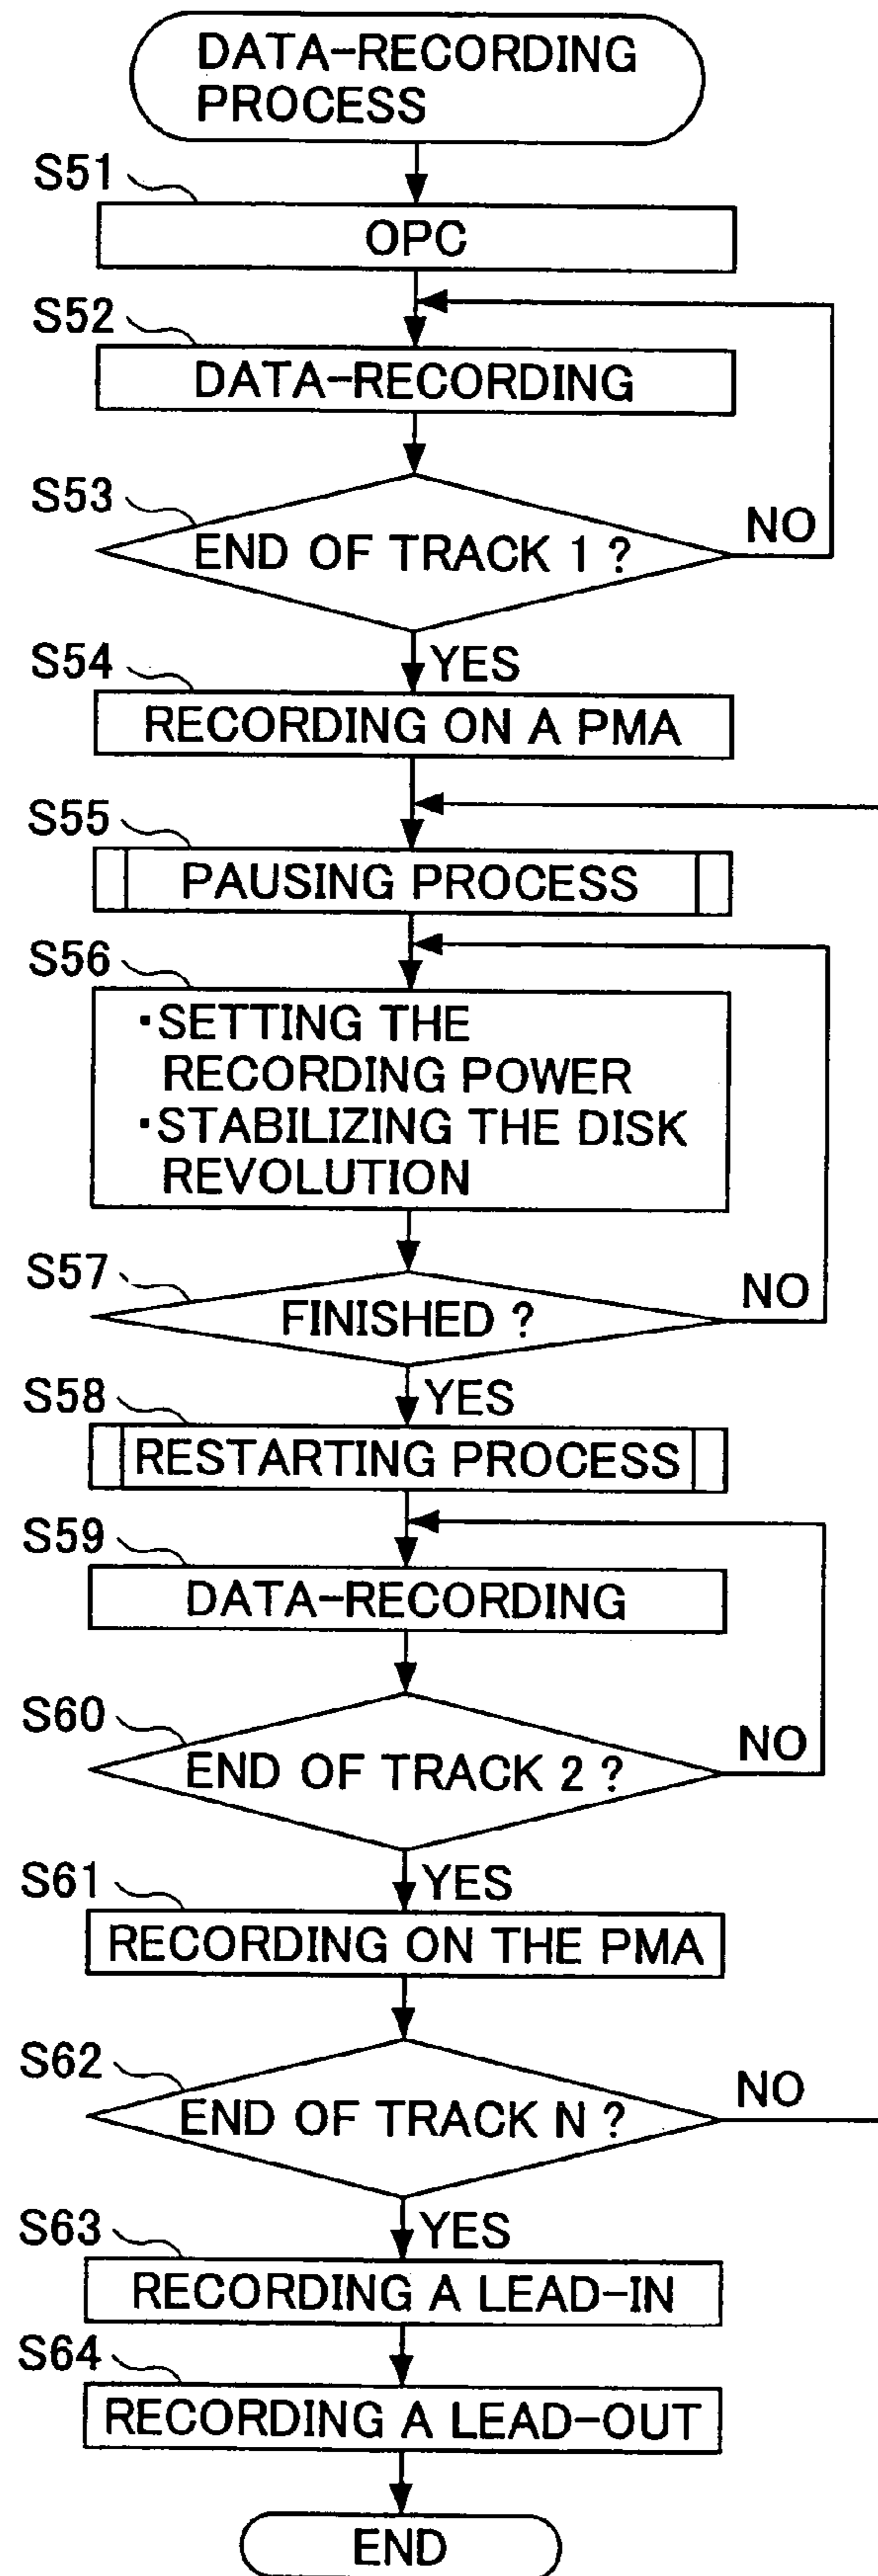 DATA-RECORDING
PROCESS
S51
OPC
S52
DATA-RECORDING
S53
END OF TRACK 1 ?
NO
YES
S54
RECORDING ON A PMA
S55
PAUSING PROCESS
S56
・SETTING THE
RECORDING POWER
・STABILIZING THE DISK
REVOLUTION
S57
FINISHED ?
NO
YES
S58
RESTARTING PROCESS
S59
DATA-RECORDING
S60
END OF TRACK 2 ?
NO
YES
S61
RECORDING ON THE PMA
S62
END OF TRACK N ?
NO
YES
S63
RECORDING A LEAD-IN
S64
RECORDING A LEAD-OUT
END